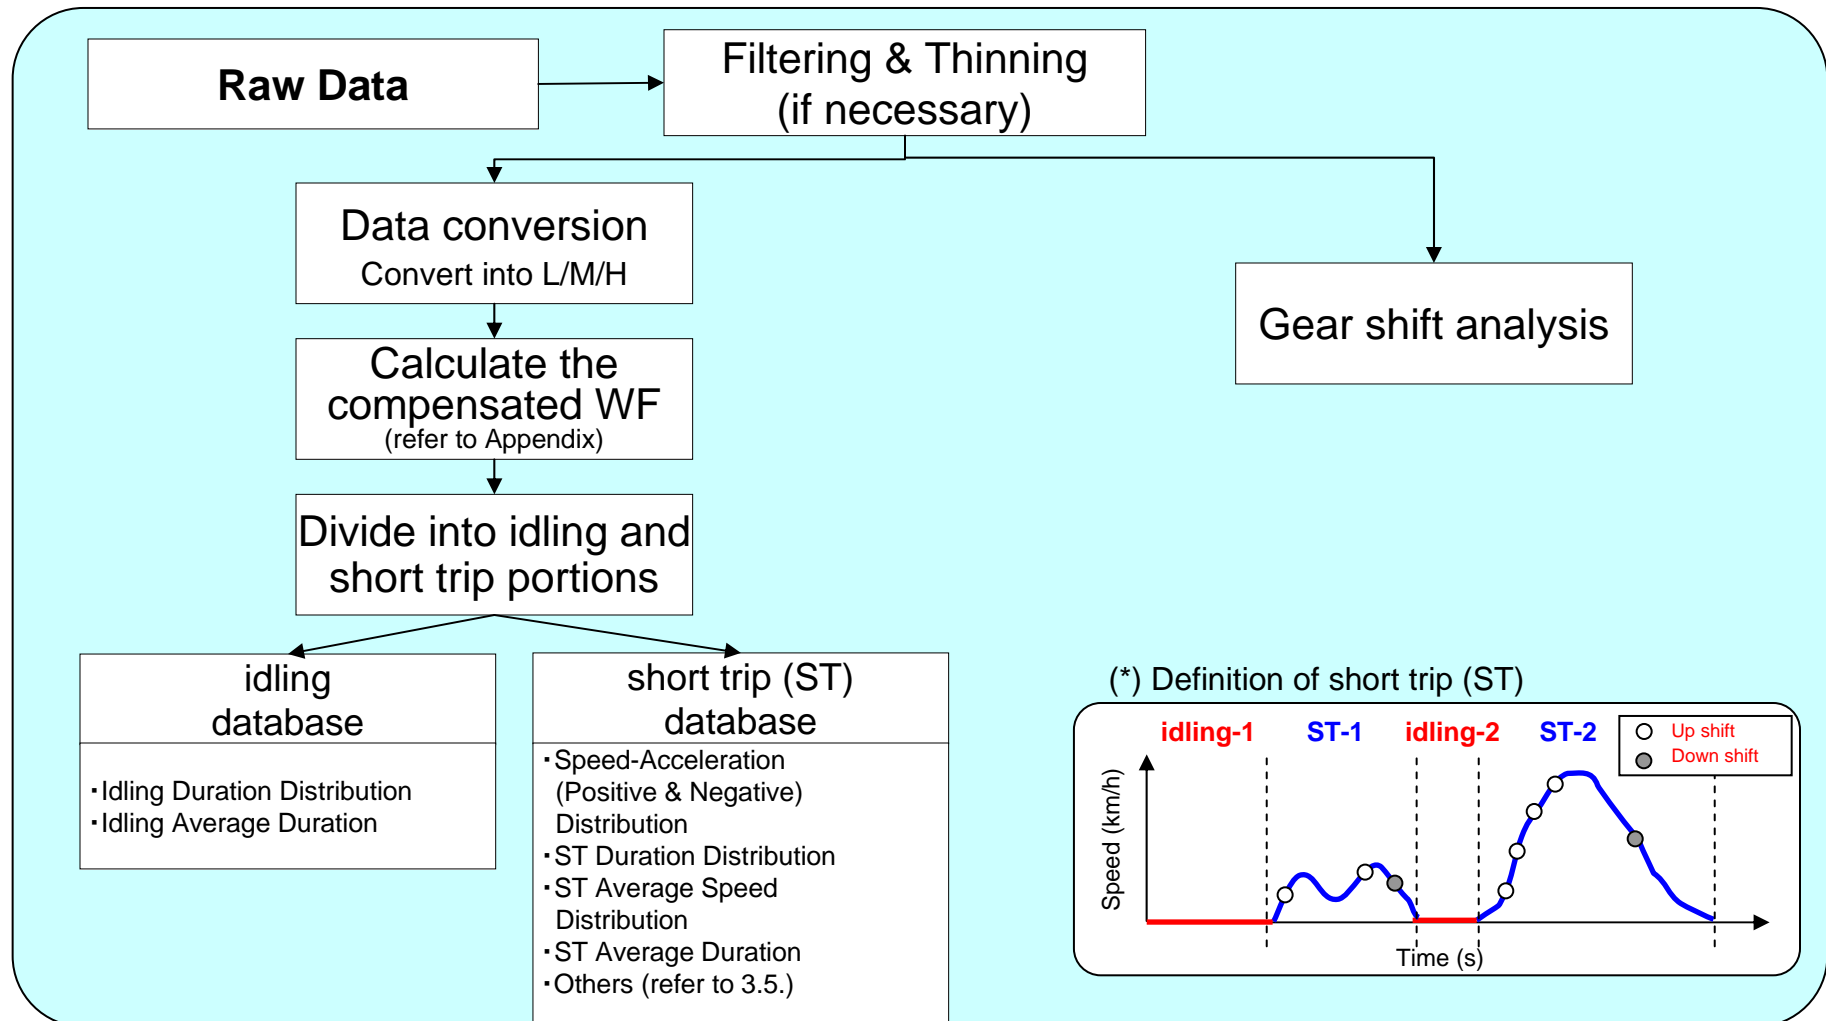 Raw Data
Filtering & Thinning
(if necessary)
Data conversion
Convert into L/M/H
Calculate the
compensated WF
(refer to Appendix)
Divide into idling and
short trip portions
Gear shift analysis
idling
database
・Idling Duration Distribution
・Idling Average Duration
short trip (ST)
database
・Speed-Acceleration
(Positive & Negative)
Distribution
・ST Duration Distribution
・ST Average Speed
Distribution
・ST Average Duration
・Others (refer to 3.5.)
(*) Definition of short trip (ST)
idling-1 ST-1 idling-2 ST-2
Up shift
Down shift
Speed (km/h)
Time (s)